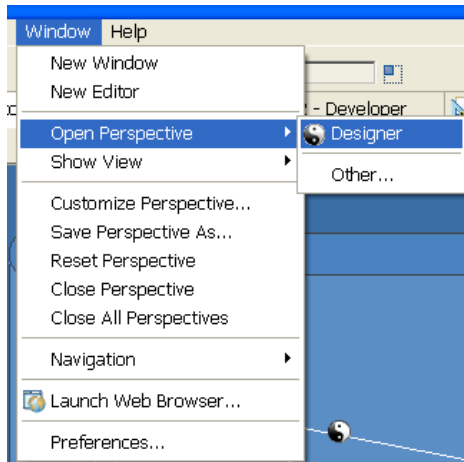 Window Help
New Window
New Editor
- Developer
Open Perspective
Designer
Show View
Other...
Customize Perspective...
Save Perspective As...
Reset Perspective
Close Perspective
Close All Perspectives
Navigation
Launch Web Browser...
Preferences...